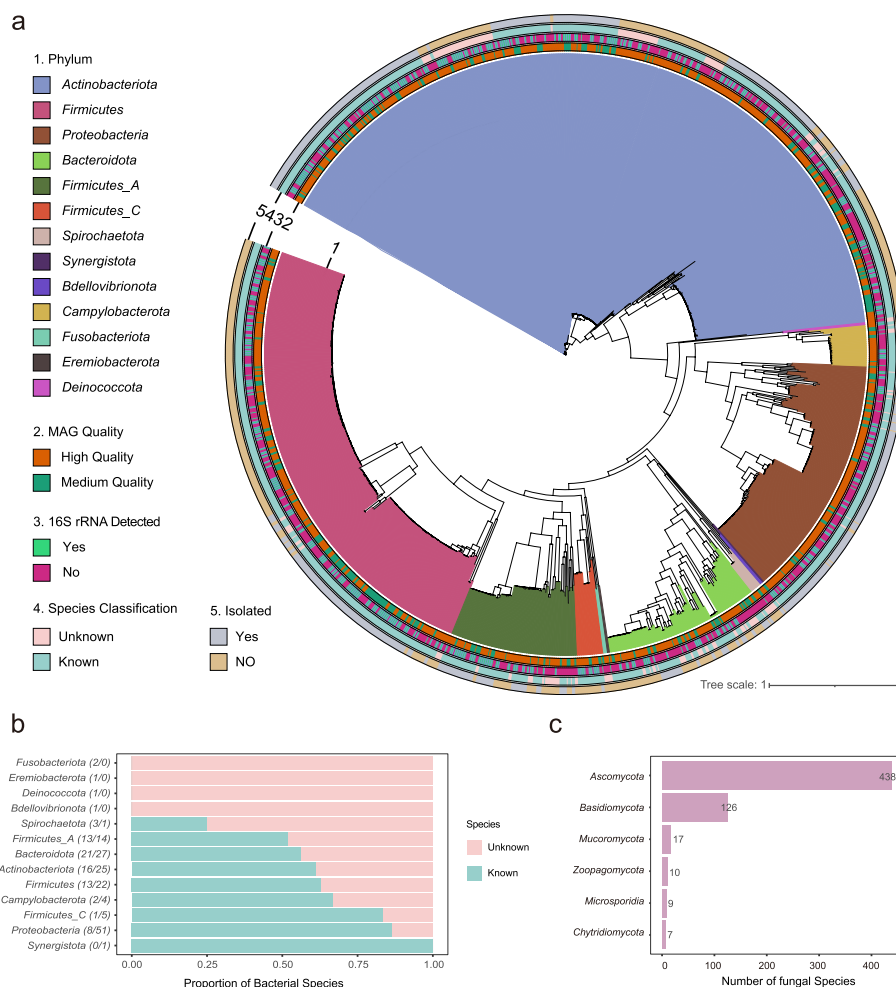 a
1. Phylum
Actinobacteriota
Firmicutes
Proteobacteria
Bacteroidota
Firmicutes_A
Firmicutes_C
Spirochaetota
Synergistota
Bdellovibrionota
Campylobacterota
Fusobacteriota
Eremiobacterota
Deinococcota
2. MAG Quality
High Quality
Medium Quality
3. 16S rRNA Detected
Yes
No
4. Species Classification
Unknown
Known
5. Isolated
Yes
NO
5432
1
Tree scale: 1
b
Fusobacteriota (2/0)
Eremiobacterota (1/0)
Deinococcota (1/0)
Bdellovibrionota (1/0)
Spirochaetota (3/1)
Firmicutes_A (13/14)
Bacteroidota (21/27)
Actinobacteriota (16/25)
Firmicutes (13/22)
Campylobacterota (2/4)
Firmicutes_C (1/5)
Proteobacteria (8/51)
Synergistota (0/1)
0.00 0.25 0.50 0.75 1.00
Proportion of Bacterial Species
Species
Unknown
Known
c
Ascomycota 438
Basidiomycota 126
Mucoromycota 17
Zoopagomycota 10
Microsporidia 9
Chytridiomycota 7
0 100 200 300 400
Number of fungal Species